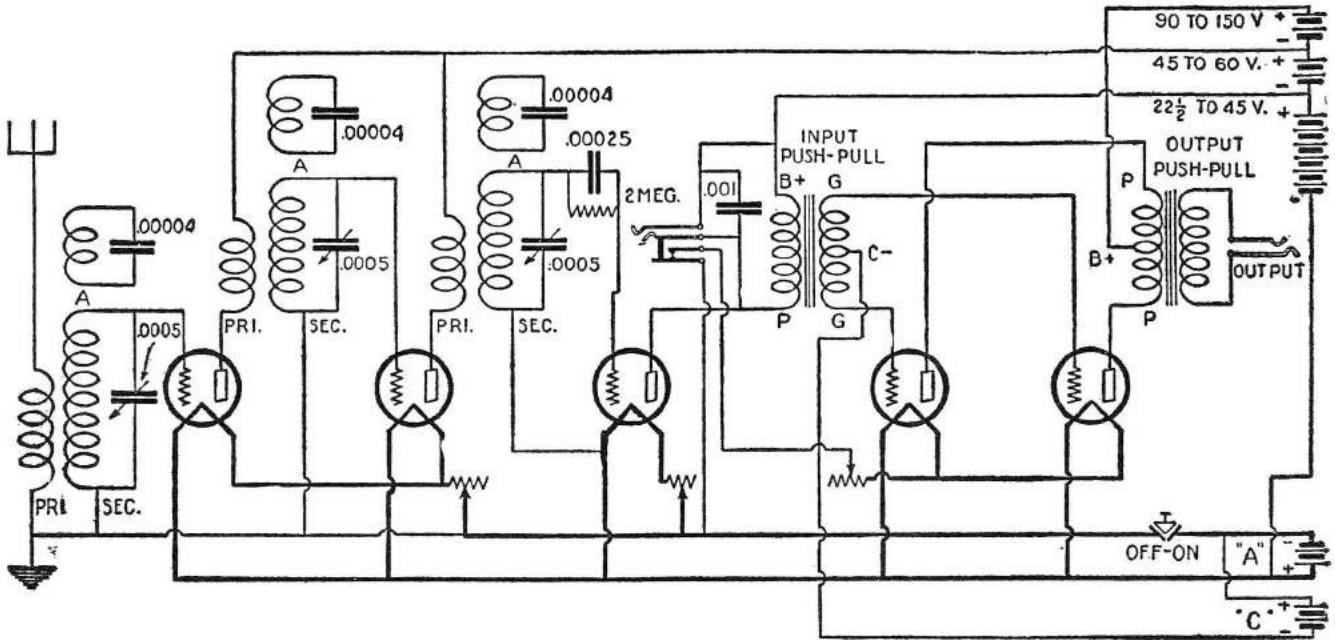 90 TO 150 V. + -
45 TO 60 V. + -
22½ TO 45 V. +
.00004
.00004
.00025
INPUT
PUSH-PULL
OUTPUT
PUSH-PULL
A
A
2 MEG.
.001
B+
G
P
.00004
.0005
.0005
C-
B+
OUTPUT
A
PRI.
SEC.
PRI.
SEC.
P
G
P
.0005
PRI
SEC.
OFF-ON
"A"
-
+
"C"
+
-